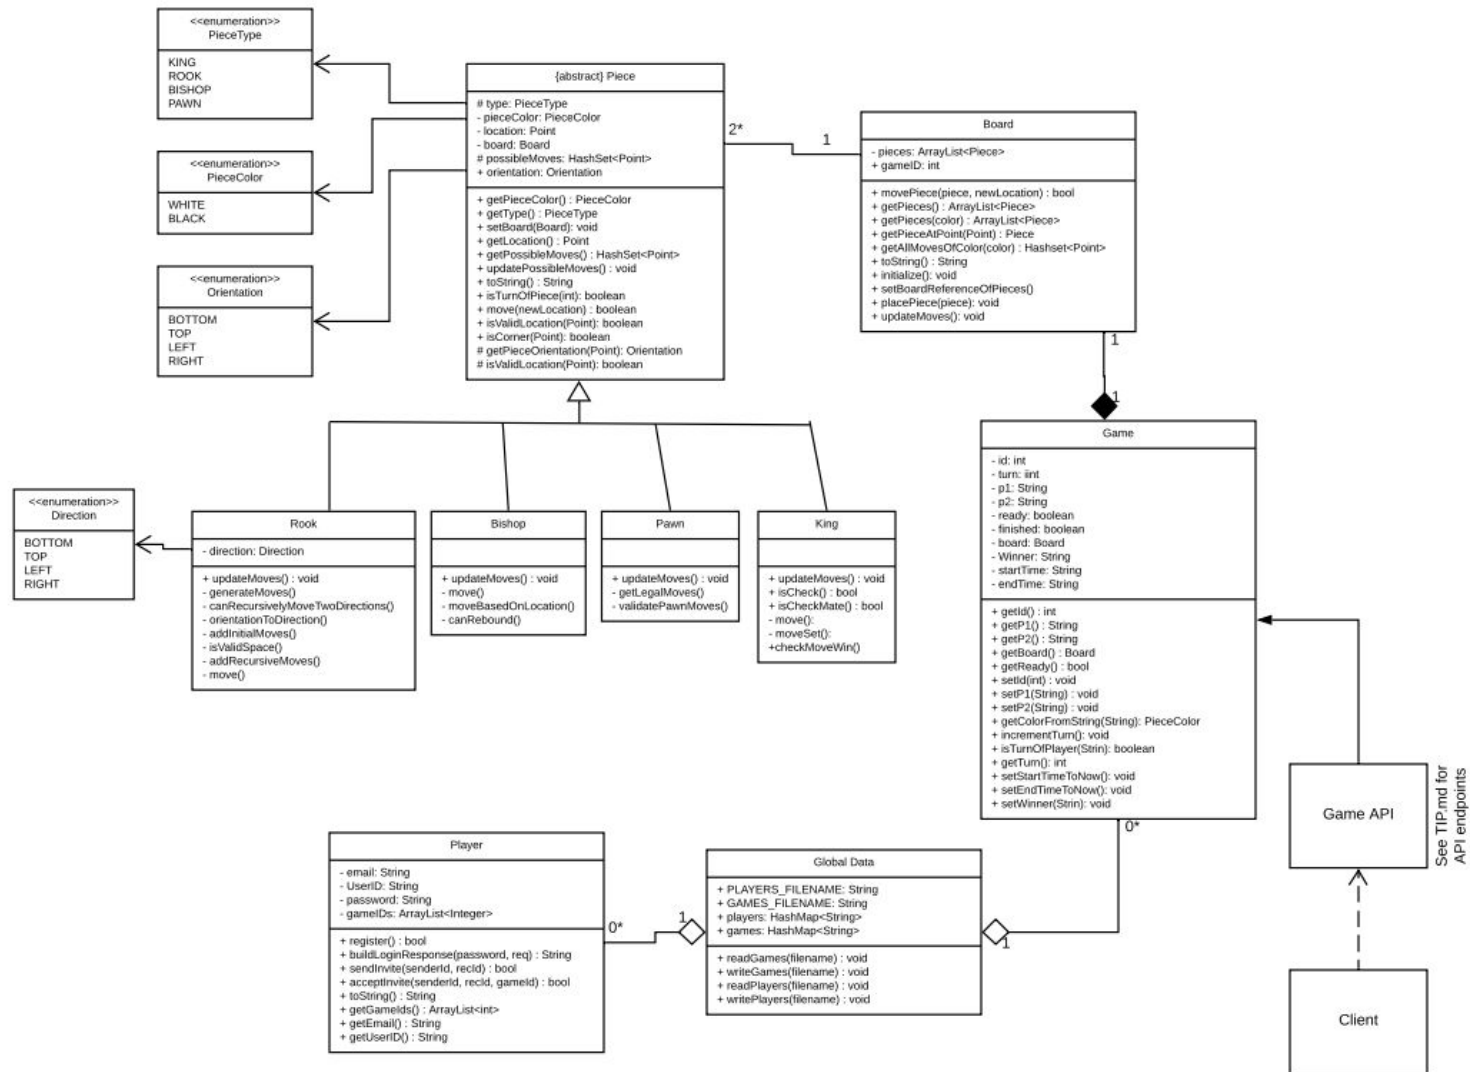 <<enumeration>>
PieceType
KING
ROOK
BISHOP
PAWN
<<enumeration>>
PieceColor
WHITE
BLACK
<<enumeration>>
Orientation
BOTTOM
TOP
LEFT
RIGHT
{abstract} Piece
# type: PieceType
- pieceColor: PieceColor
- location: Point
- board: Board
# possibleMoves: HashSet<Point>
+ orientation: Orientation
+ getPieceColor() : PieceColor
+ getType() : PieceType
+ setBoard(Board): void
+ getLocation() : Point
+ getPossibleMoves() : HashSet<Point>
+ updatePossibleMoves() : void
+ toString() : String
+ isTurnOfPiece(int): boolean
+ move(newLocation) : boolean
+ isValidLocation(Point): boolean
+ isCorner(Point): boolean
# getPieceOrientation(Point): Orientation
# isValidLocation(Point): boolean
2*
1
Board
- pieces: ArrayList<Piece>
+ gameID: int
+ movePiece(piece, newLocation) : bool
+ getPieces() : ArrayList<Piece>
+ getPieces(color) : ArrayList<Piece>
+ getPieceAtPoint(Point) : Piece
+ getAllMovesOfColor(color) : Hashset<Point>
+ toString() : String
+ initialize(): void
+ setBoardReferenceOfPieces()
+ placePiece(piece): void
+ updateMoves(): void
1
1
<<enumeration>>
Direction
BOTTOM
TOP
LEFT
RIGHT
Rook
- direction: Direction
+ updateMoves() : void
- generateMoves()
- canRecursivelyMoveTwoDirections()
- orientationToDirection()
- addInitialMoves()
- isValidSpace()
- addRecursiveMoves()
- move()
Bishop
+ updateMoves() : void
- move()
- moveBasedOnLocation()
- canRebound()
Pawn
+ updateMoves() : void
- getLegalMoves()
- validatePawnMoves()
King
+ updateMoves() : void
+ isCheck() : bool
+ isCheckMate() : bool
- move():
- moveSet():
+checkMoveWin()
Game
- id: int
- turn: iint
- p1: String
- p2: String
- ready: boolean
- finished: boolean
- board: Board
- Winner: String
- startTime: String
- endTime: String
+ getId() : int
+ getP1() : String
+ getP2() : String
+ getBoard() : Board
+ getReady() : bool
+ setId(int) : void
+ setP1(String) : void
+ setP2(String) : void
+ getColorFromString(String): PieceColor
+ incrementTurn(): void
+ isTurnOfPlayer(Strin): boolean
+ getTurn(): int
+ setStartTimeToNow(): void
+ setEndTimeToNow(): void
+ setWinner(Strin): void
0*
Game API
See TIP.md for
API endpoints
Client
Player
- email: String
- UserID: String
- password: String
- gameIDs: ArrayList<Integer>
+ register() : bool
+ buildLoginResponse(password, req) : String
+ sendInvite(senderId, recId) : bool
+ acceptInvite(senderId, recId, gameId) : bool
+ toString() : String
+ getGameIds() : ArrayList<int>
+ getEmail() : String
+ getUserID() : String
0*
1
Global Data
+ PLAYERS_FILENAME: String
+ GAMES_FILENAME: String
+ players: HashMap<String>
+ games: HashMap<String>
+ readGames(filename) : void
+ writeGames(filename) : void
+ readPlayers(filename) : void
+ writePlayers(filename) : void
1